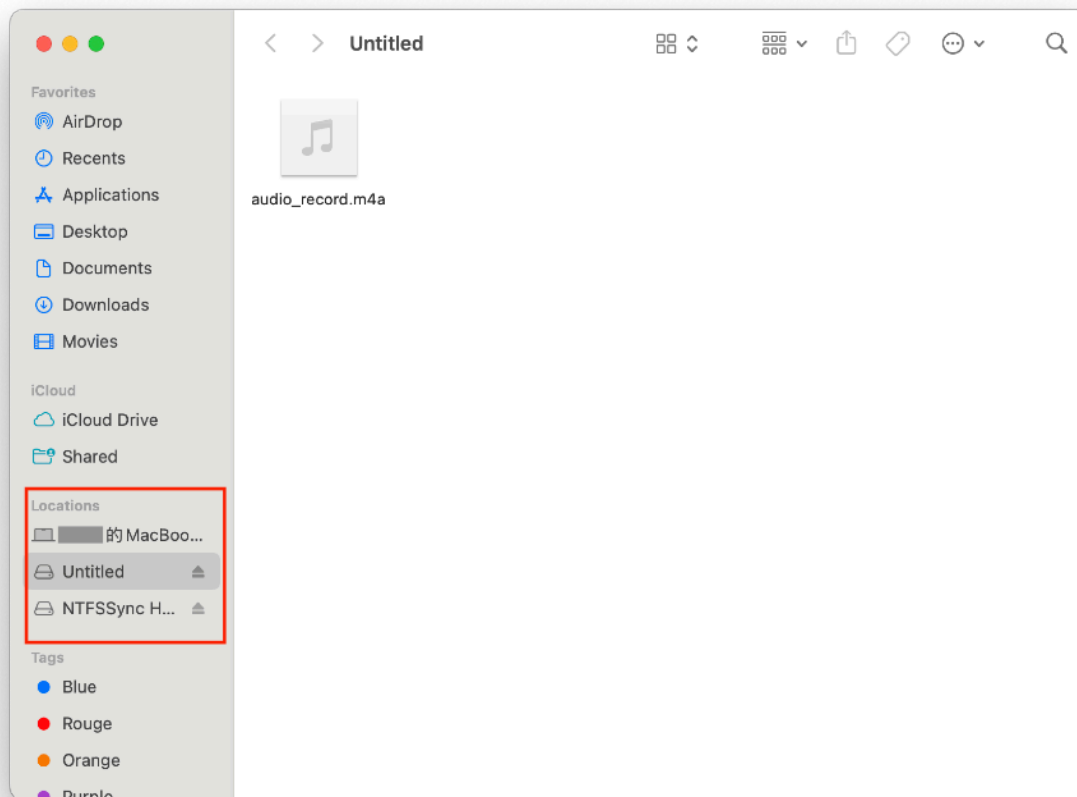 Untitled
Favorites
AirDrop
Recents
Applications
Desktop
Documents
Downloads
Movies
iCloud
iCloud Drive
Shared
Locations
的 MacBoo...
Untitled
NTFSSync H...
Tags
Blue
Rouge
Orange
Purple
audio_record.m4a